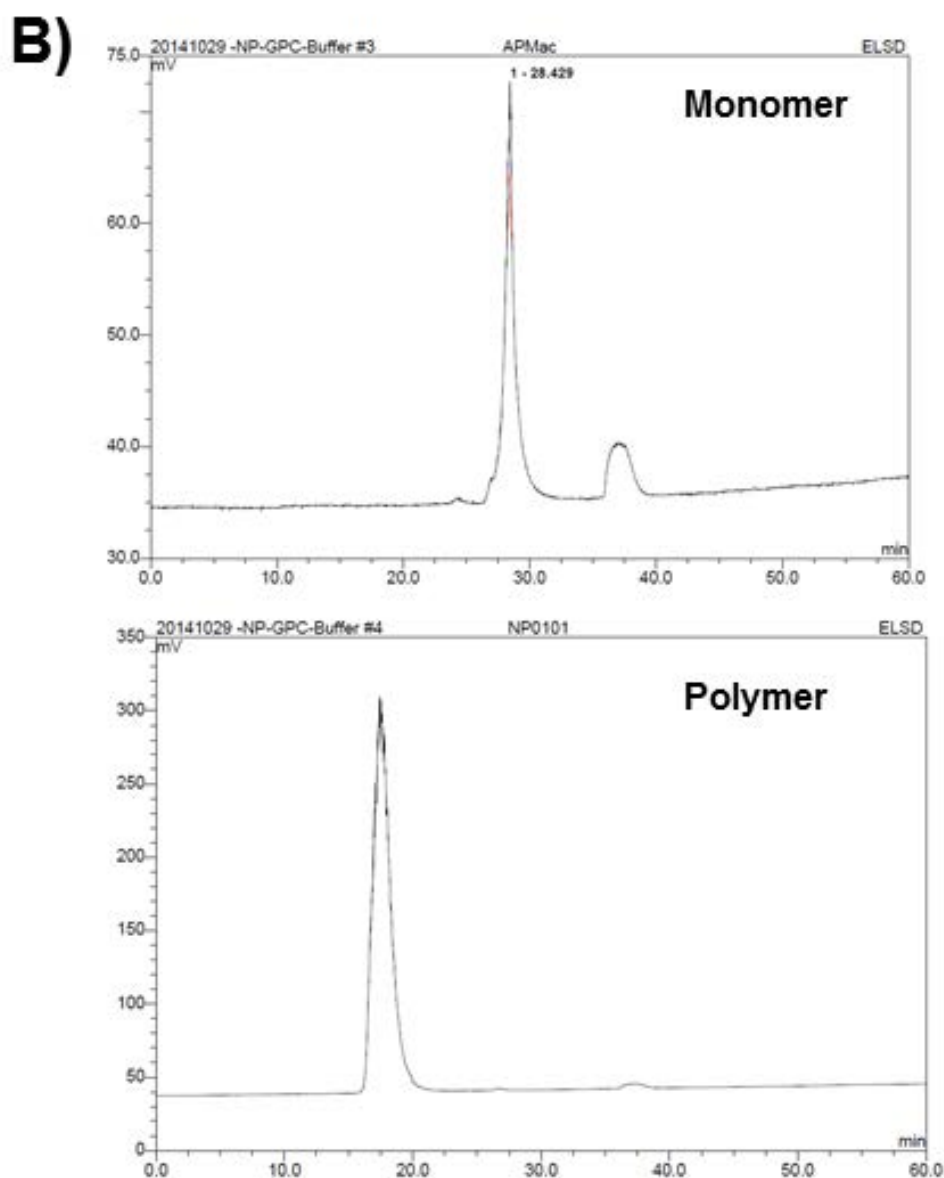 B)
20141029 -NP-GPC-Buffer #3 APMac ELSD
75.0
mV
1 - 28.429
Monomer
60.0
50.0
40.0
30.0
min
0.0 10.0 20.0 30.0 40.0 50.0 60.0
20141029 -NP-GPC-Buffer #4 NP0101 ELSD
350
mV
Polymer
300
250
200
150
100
50
0
min
0.0 10.0 20.0 30.0 40.0 50.0 60.0